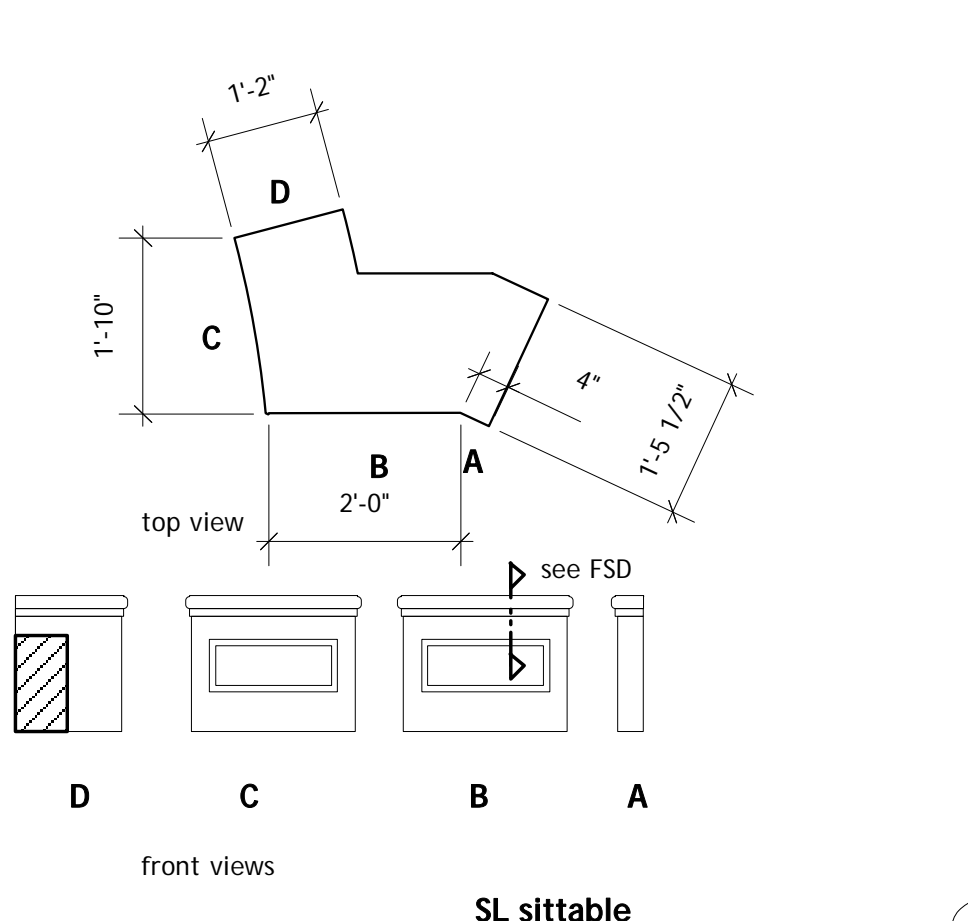 1'-2"
D
1'-10"
C
4"
1'-5 1/2"
B
A
2'-0"
top view
see FSD
D
C
B
A
front views
SL sittable